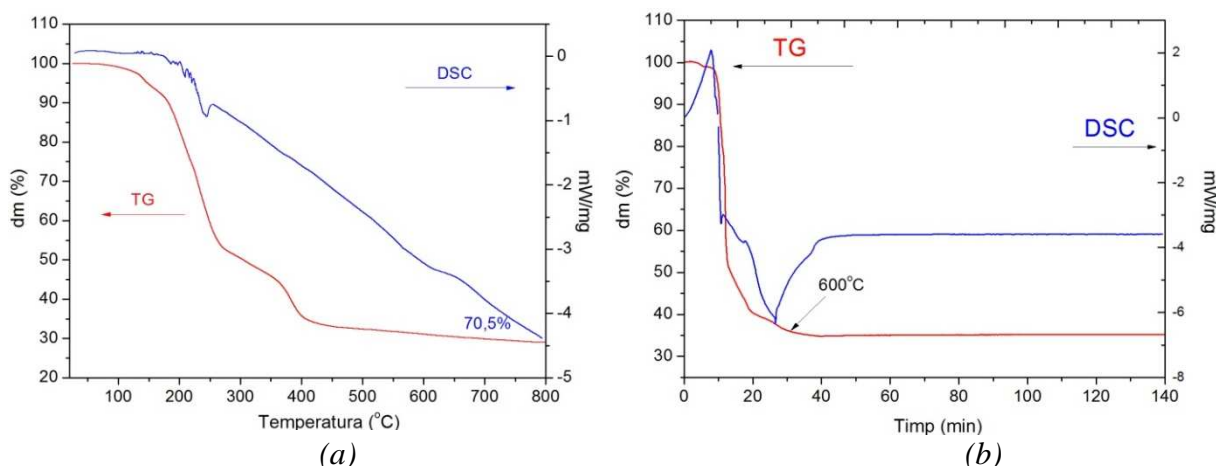 110
100
90
80
70
60
50
40
30
20
dm (%)
0
-1
-2
-3
-4
-5
mW/mg
DSC
TG
70,5%
100 200 300 400 500 600 700 800
Temperatura (°C)
(a)
110
100
90
80
70
60
50
40
30
dm (%)
2
0
-2
-4
-6
-8
mW/mg
TG
DSC
600°C
0 20 40 60 80 100 120 140
Timp (min)
(b)